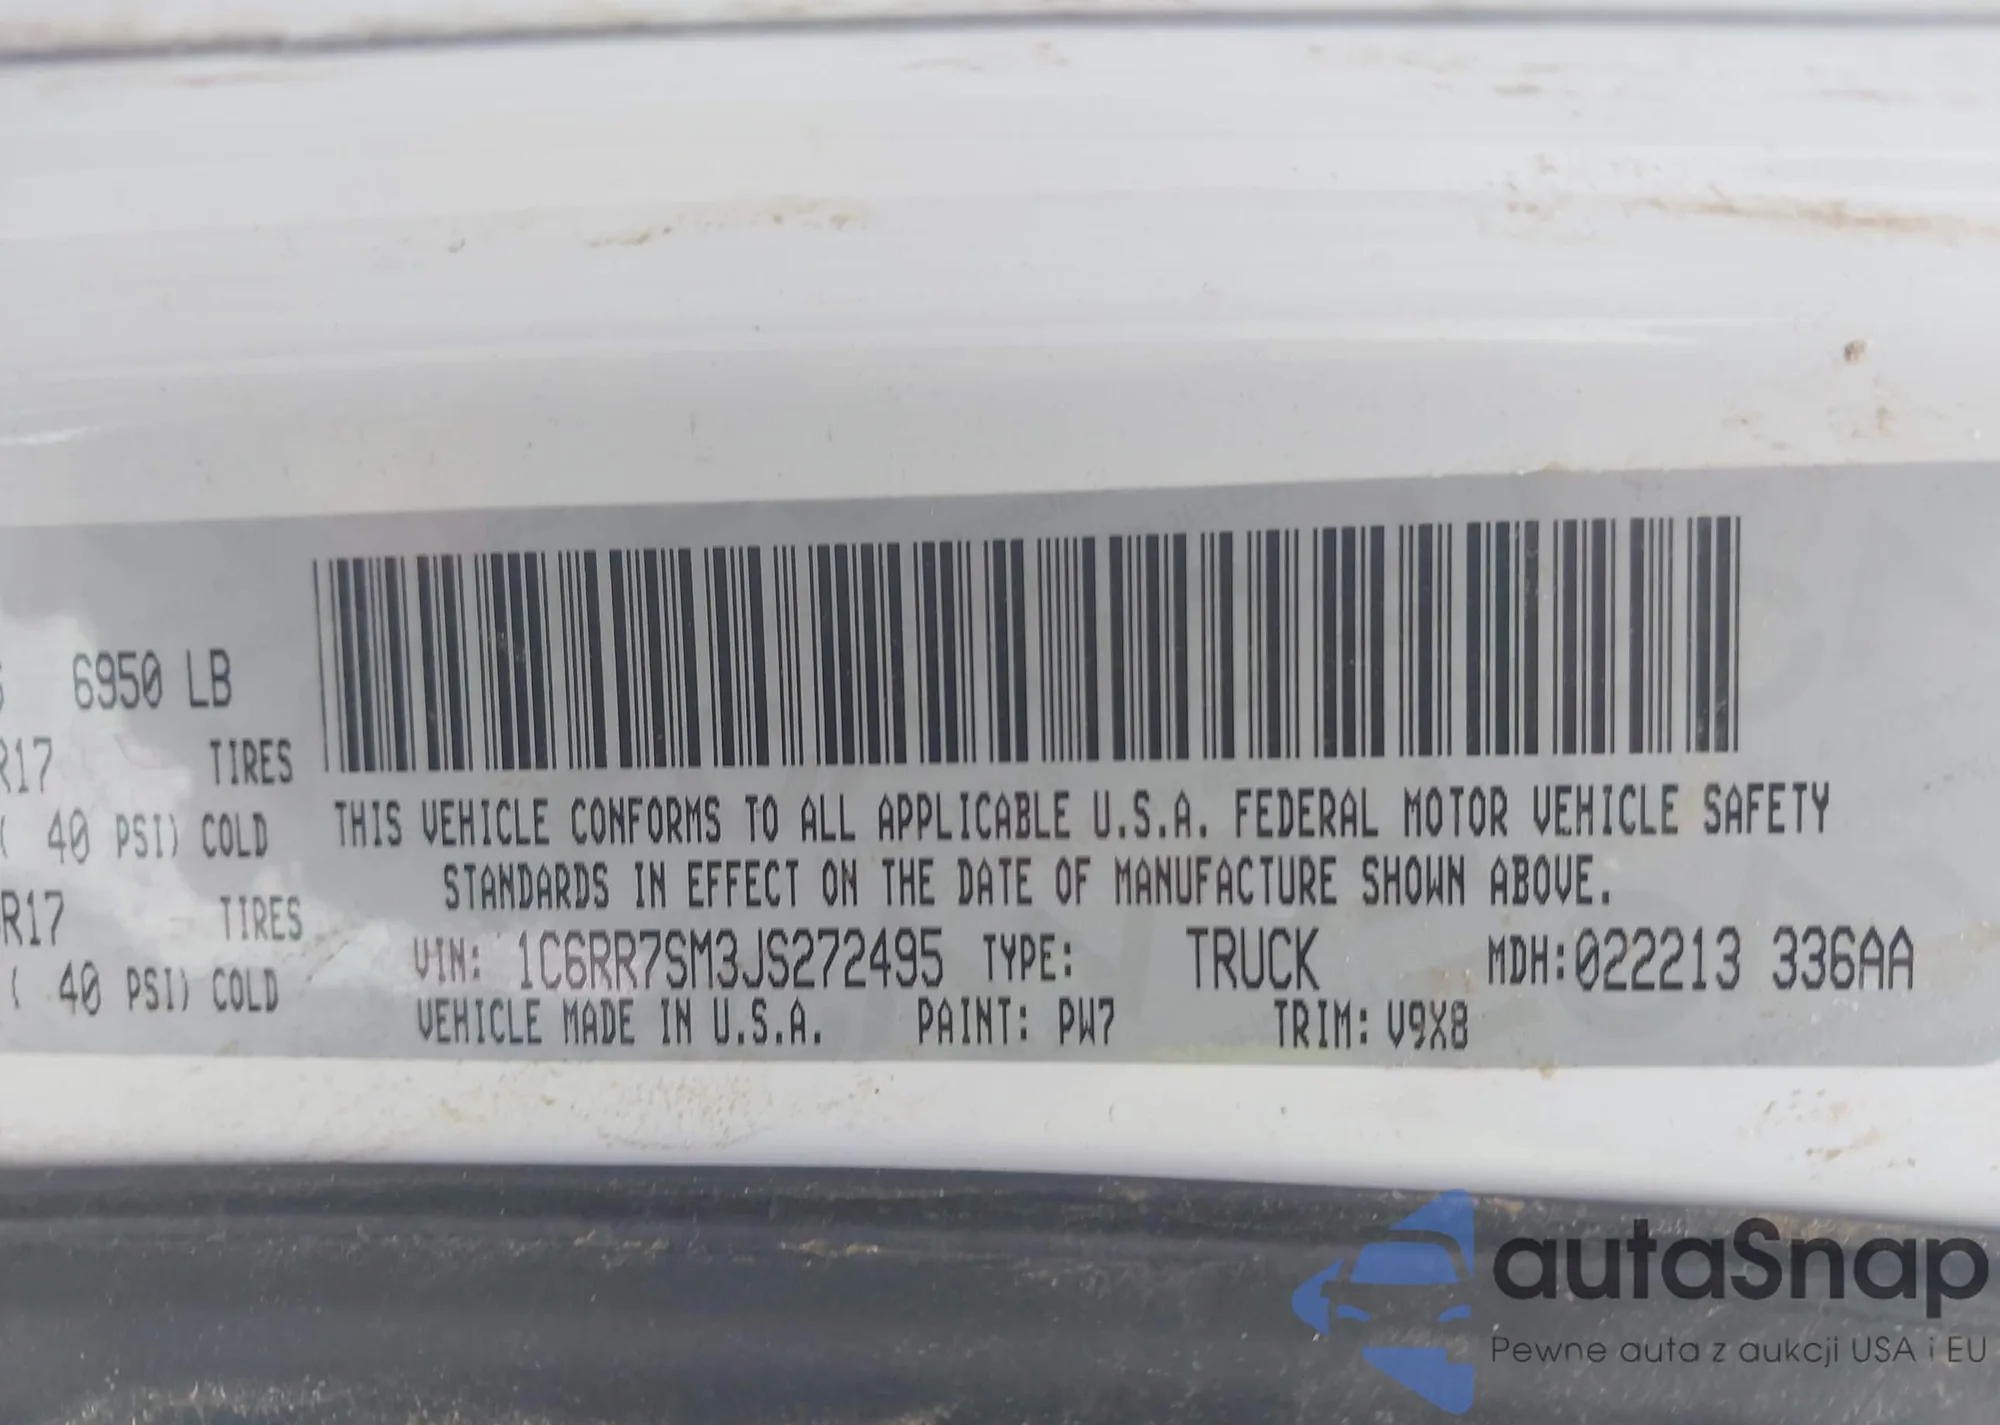 6950 LB
R17 TIRES
( 40 PSI) COLD
R17 TIRES
( 40 PSI) COLD
THIS VEHICLE CONFORMS TO ALL APPLICABLE U.S.A. FEDERAL MOTOR VEHICLE SAFETY
STANDARDS IN EFFECT ON THE DATE OF MANUFACTURE SHOWN ABOVE.
VIN: 1C6RR7SM3JS272495 TYPE: TRUCK MDH:022213 336AA
VEHICLE MADE IN U.S.A. PAINT: PW7 TRIM: V9X8
autaSnap
Pewne auta z aukcji USA i EU